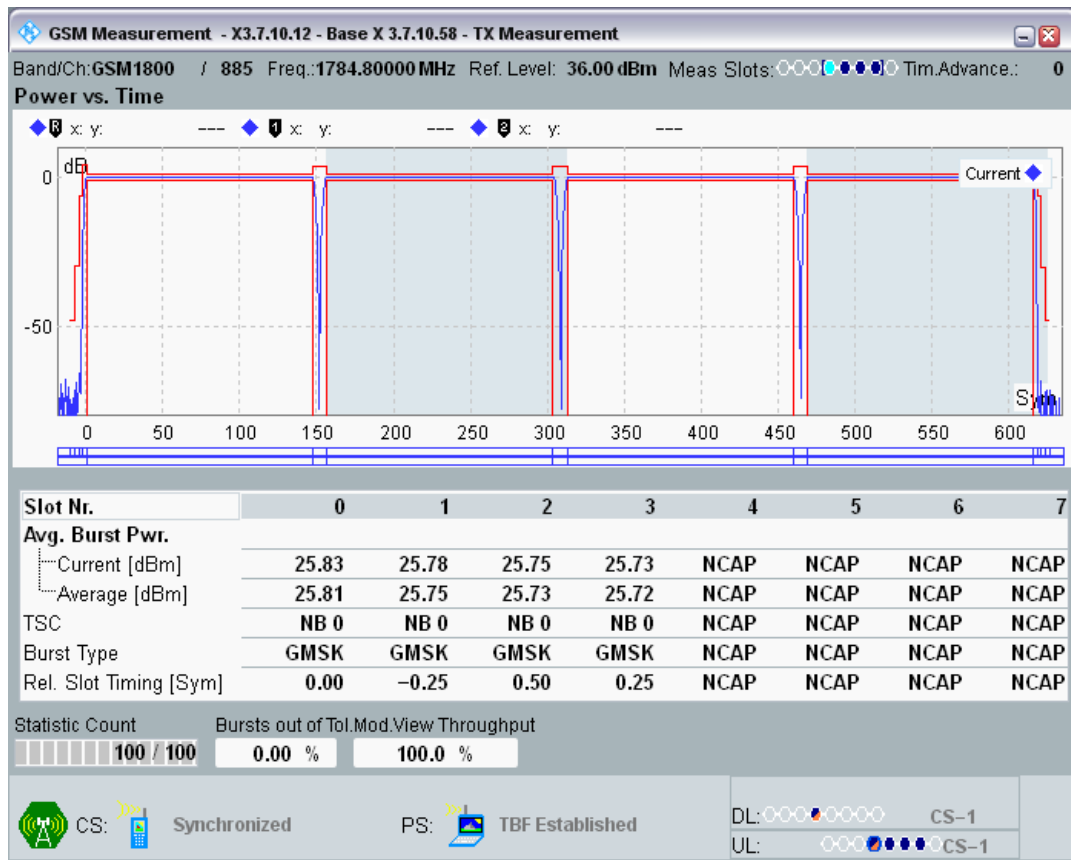 GSM Measurement - X3.7.10.12 - Base X 3.7.10.58 - TX Measurement
Band/Ch:GSM1800 / 885 Freq.:1784.80000 MHz Ref. Level: 36.00 dBm Meas Slots: Tim.Advance.: 0
Power vs. Time
R x: y: --- 1 x: y: --- 2 x: y: ---
dB
Current
0
-50
Sym
0 50 100 150 200 250 300 350 400 450 500 550 600
Slot Nr. 0 1 2 3 4 5 6 7
Avg. Burst Pwr.
Current [dBm] 25.83 25.78 25.75 25.73 NCAP NCAP NCAP NCAP
Average [dBm] 25.81 25.75 25.73 25.72 NCAP NCAP NCAP NCAP
TSC NB 0 NB 0 NB 0 NB 0 NCAP NCAP NCAP NCAP
Burst Type GMSK GMSK GMSK GMSK NCAP NCAP NCAP NCAP
Rel. Slot Timing [Sym] 0.00 −0.25 0.50 0.25 NCAP NCAP NCAP NCAP
Statistic Count Bursts out of Tol.Mod.View Throughput
100 / 100 0.00 % 100.0 %
CS: Synchronized PS: TBF Established
DL: CS−1
UL: CS−1